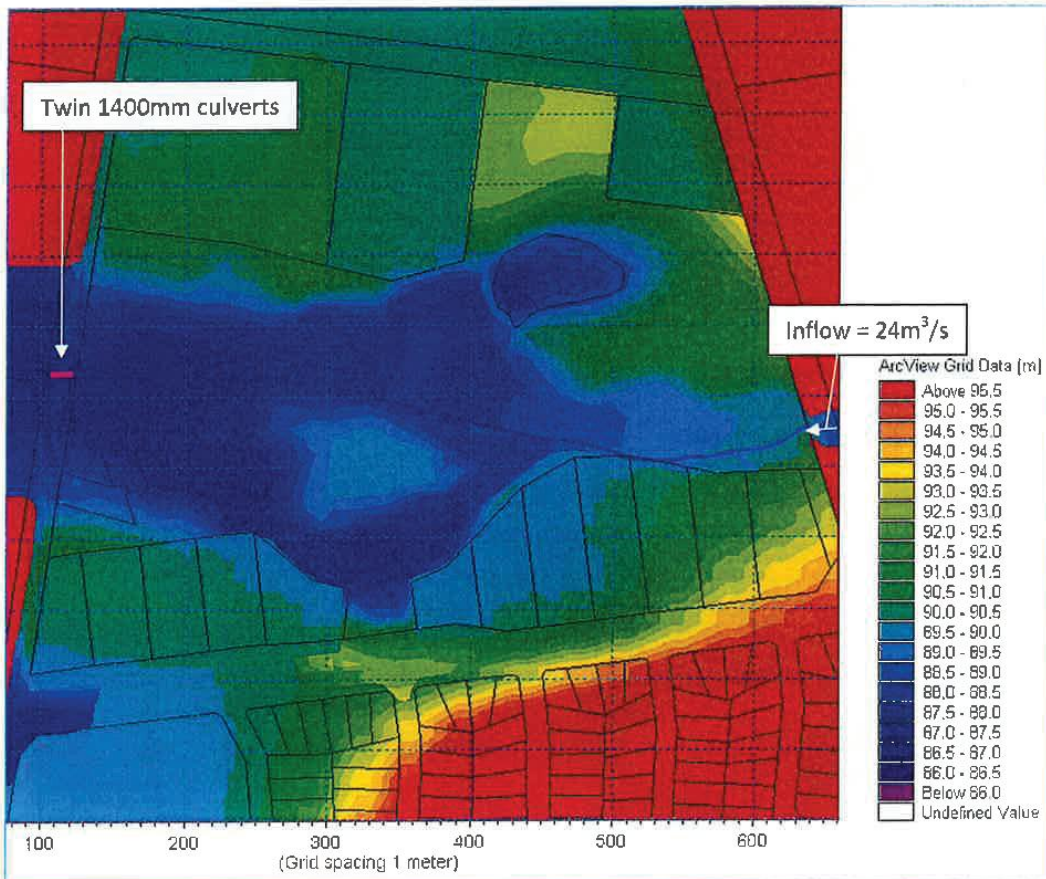 Twin 1400mm culverts
Inflow = 24m³/s
ArcView Grid Data [m]
Above 95.5
95.0 - 95.5
94.5 - 95.0
94.0 - 94.5
93.5 - 94.0
93.0 - 93.5
92.5 - 93.0
92.0 - 92.5
91.5 - 92.0
91.0 - 91.5
90.5 - 91.0
90.0 - 90.5
89.5 - 90.0
89.0 - 89.5
88.5 - 89.0
88.0 - 88.5
87.5 - 88.0
87.0 - 87.5
86.5 - 87.0
86.0 - 86.5
Below 86.0
Undefined Value
100 200 300 400 500 600
(Grid spacing 1 meter)